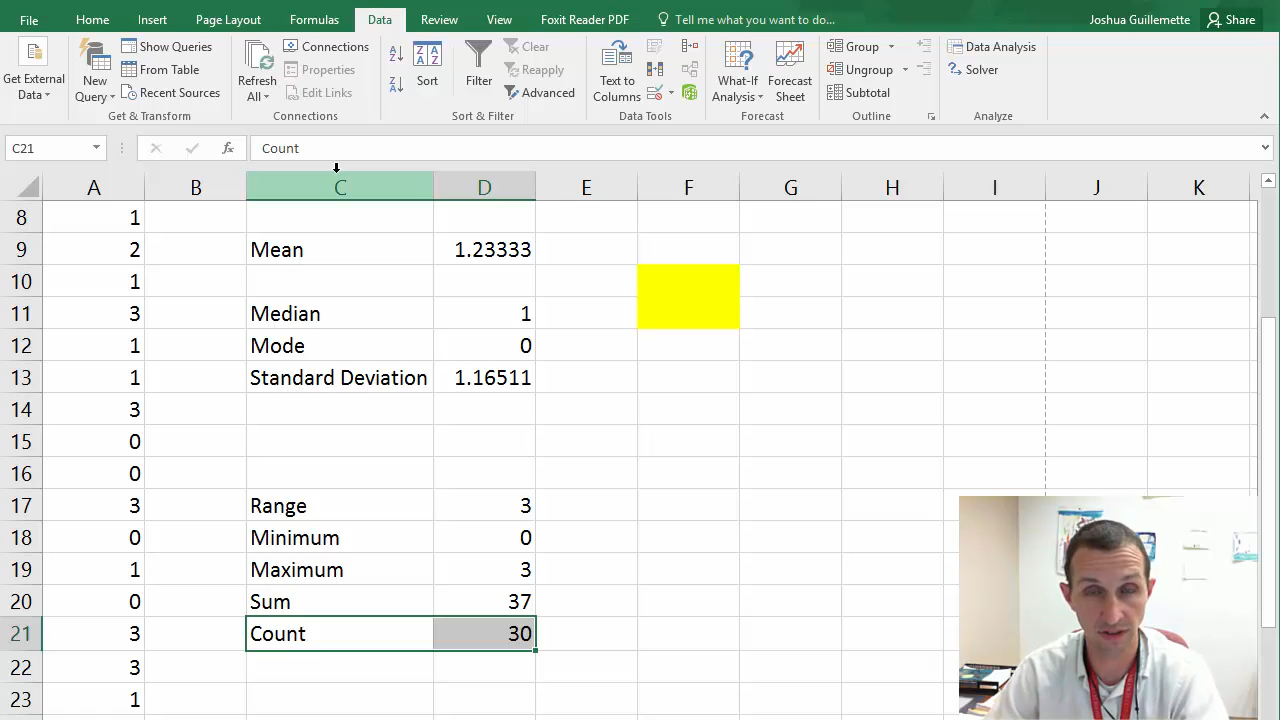 File Home Insert Page Layout Formulas Data Review View Foxit Reader PDF Tell me what you want to do... Joshua Guillemette Share
Get External Data
New Query
Show Queries
From Table
Recent Sources
Get & Transform
Refresh All
Connections
Properties
Edit Links
Connections
Sort
Filter
Clear
Reapply
Advanced
Sort & Filter
Text to Columns
Data Tools
What-If Analysis
Forecast Sheet
Forecast
Group
Ungroup
Subtotal
Outline
Data Analysis
Solver
Analyze
C21 fx Count
A B C D E F G H I J K
8 1
9 2 Mean 1.23333
10 1
11 3 Median 1
12 1 Mode 0
13 1 Standard Deviation 1.16511
14 3
15 0
16 0
17 3 Range 3
18 0 Minimum 0
19 1 Maximum 3
20 0 Sum 37
21 3 Count 30
22 3
23 1